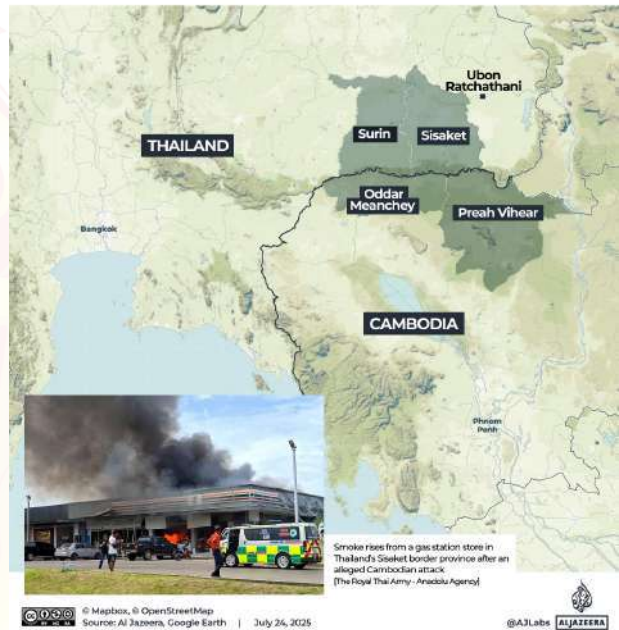 Ubon
Ratchathani
Surin
Sisaket
THAILAND
Oddar
Meanchey
Preah Vihear
Bangkok
CAMBODIA
Phnom
Penh
Smoke rises from a gas station store in
Thailand's Sisaket border province after an
alleged Cambodian attack
[The Royal Thai Army - Anadolu Agency]
© Mapbox, © OpenStreetMap
Source: Al Jazeera, Google Earth | July 24, 2025
@AJLabs
ALJAZEERA